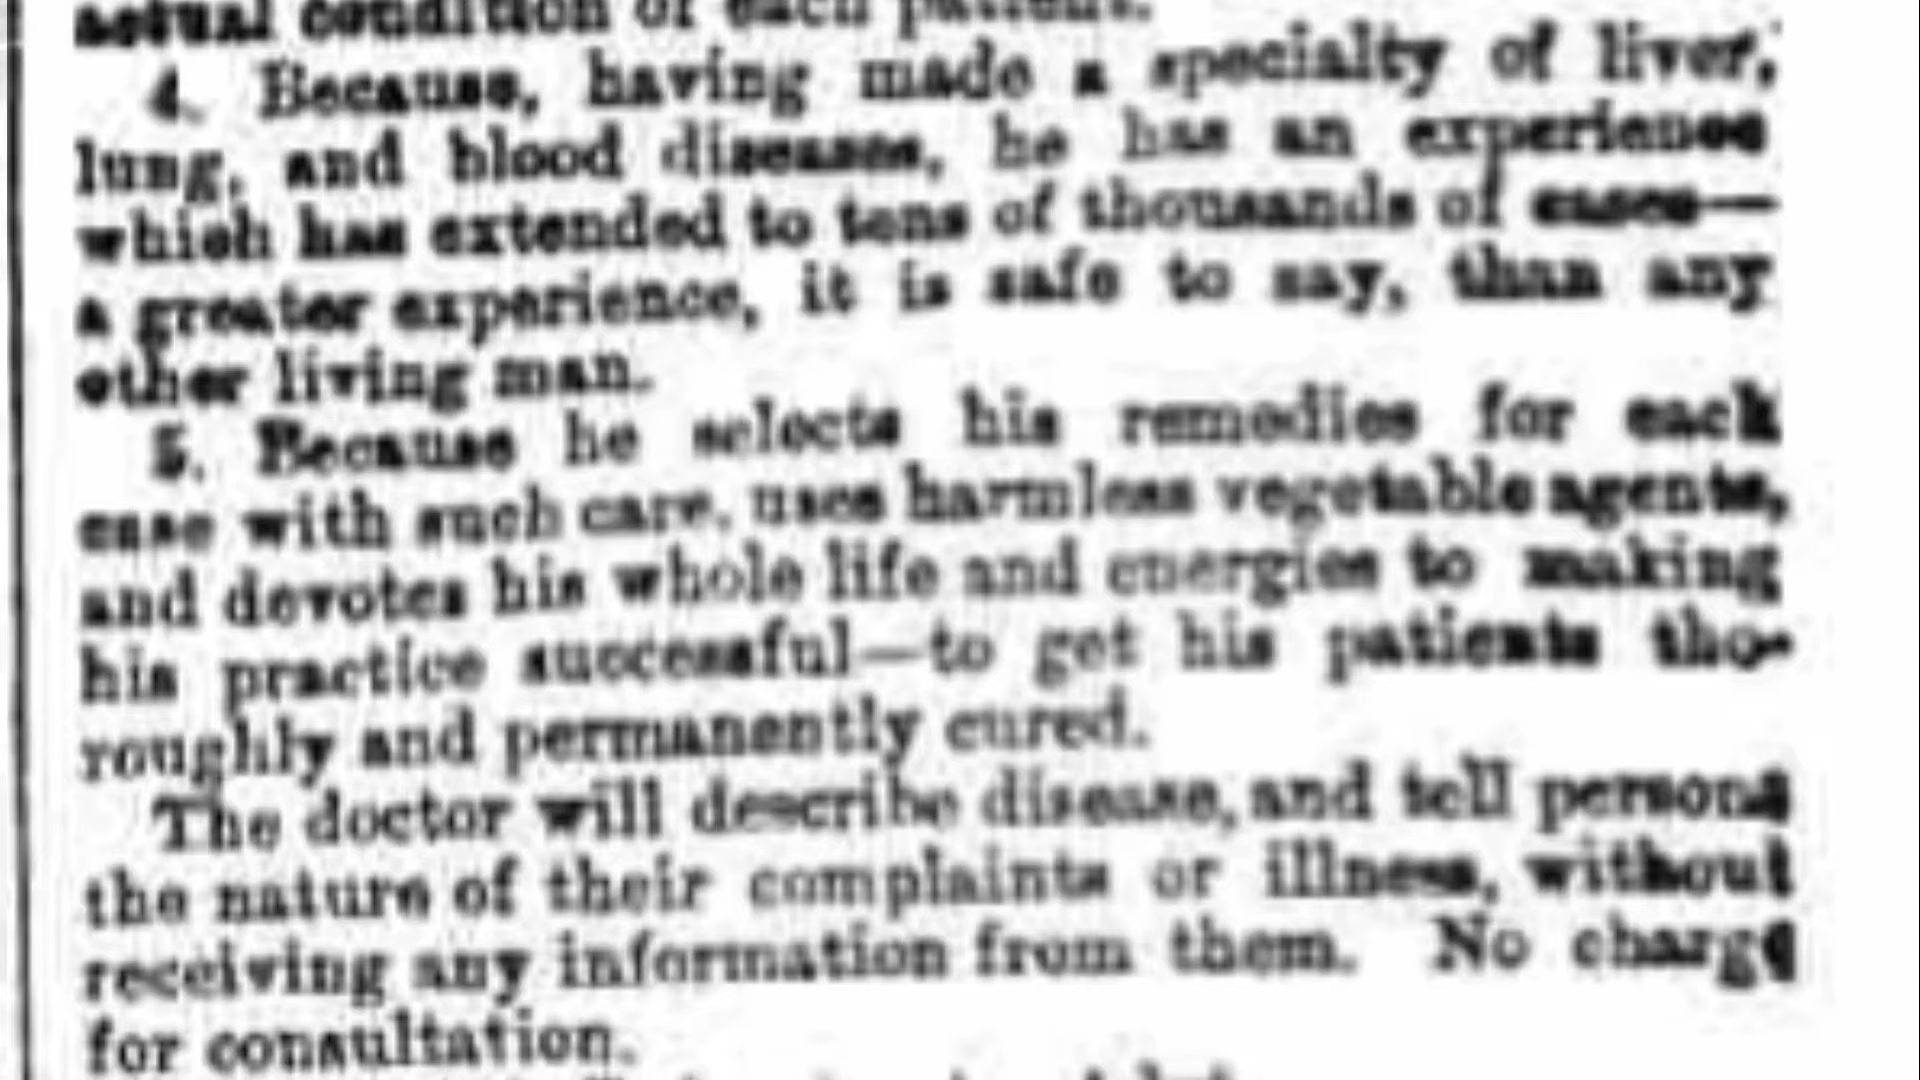 actual condition of each patient.
4. Because, having made a specialty of liver,
lung, and blood diseases, he has an experience
which has extended to tens of thousands of cases—
a greater experience, it is safe to say, than any
other living man.
5. Because he selects his remedies for each
case with such care, uses harmless vegetable agents,
and devotes his whole life and energies to making
his practice successful—to get his patients tho-
roughly and permanently cured.
The doctor will describe disease, and tell persons
the nature of their complaints or illness, without
receiving any information from them. No charge
for consultation.